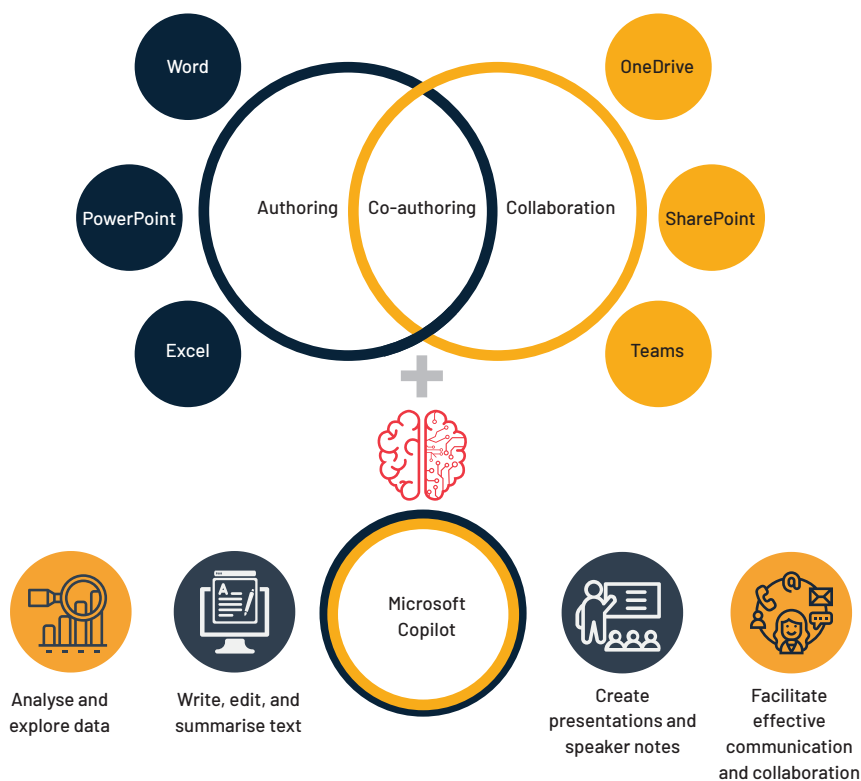 Word
OneDrive
PowerPoint
Authoring
Co-authoring
Collaboration
SharePoint
Excel
Teams
Microsoft
Copilot
A
@
Analyse and
explore data
Write, edit, and
summarise text
Create
presentations and
speaker notes
Facilitate
effective
communication
and collaboration